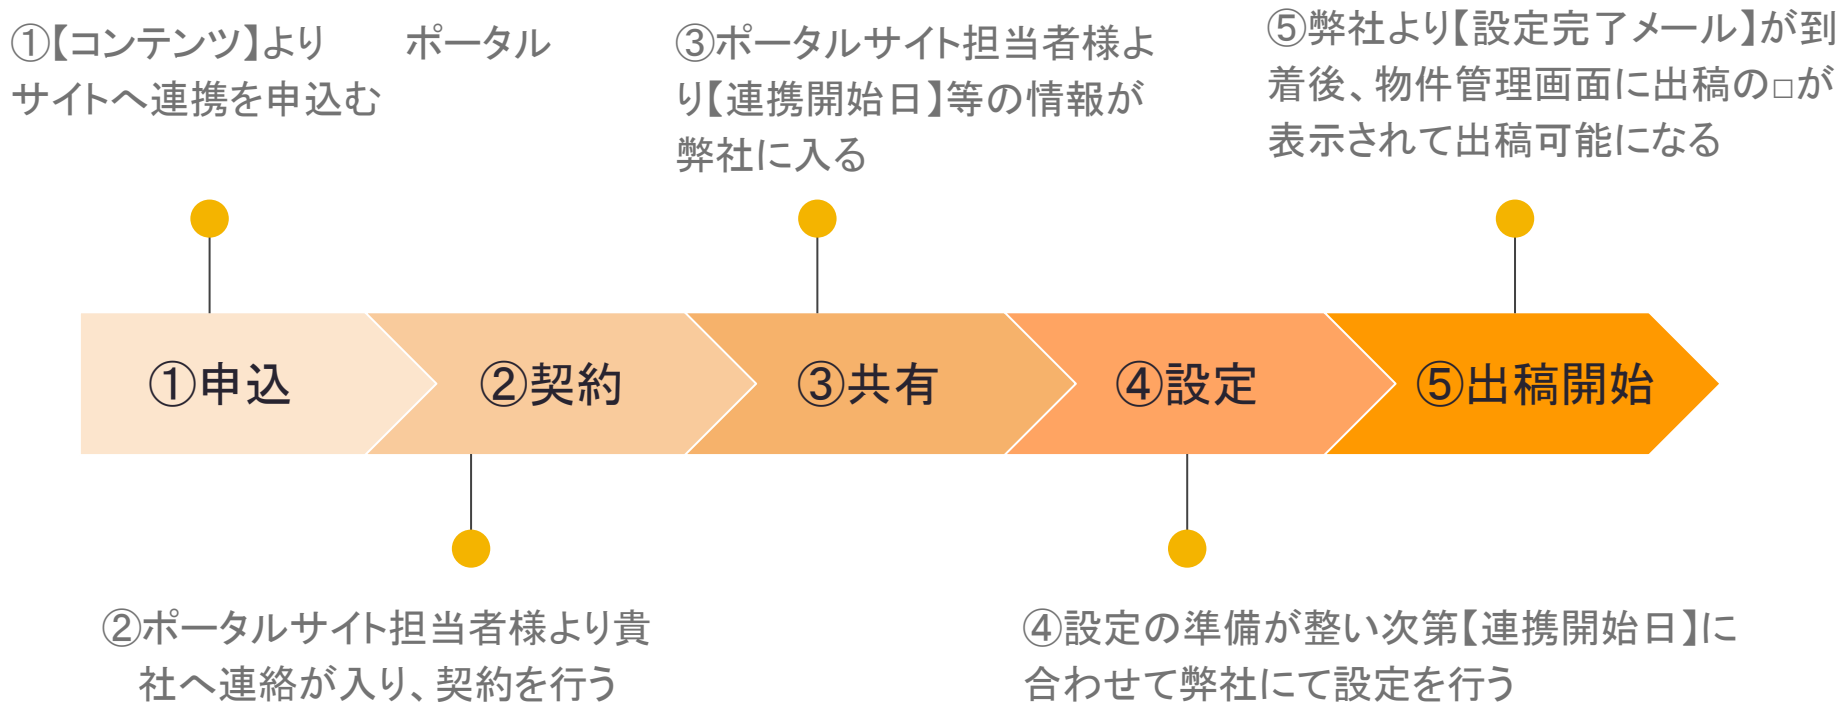 ①【コンテンツ】より　　ポータル
サイトへ連携を申込む
③ポータルサイト担当者様よ
り【連携開始日】等の情報が
弊社に入る
⑤弊社より【設定完了メール】が到
着後、物件管理画面に出稿の□が
表示されて出稿可能になる
①申込
②契約
③共有
④設定
⑤出稿開始
②ポータルサイト担当者様より貴
社へ連絡が入り、契約を行う
④設定の準備が整い次第【連携開始日】に
合わせて弊社にて設定を行う